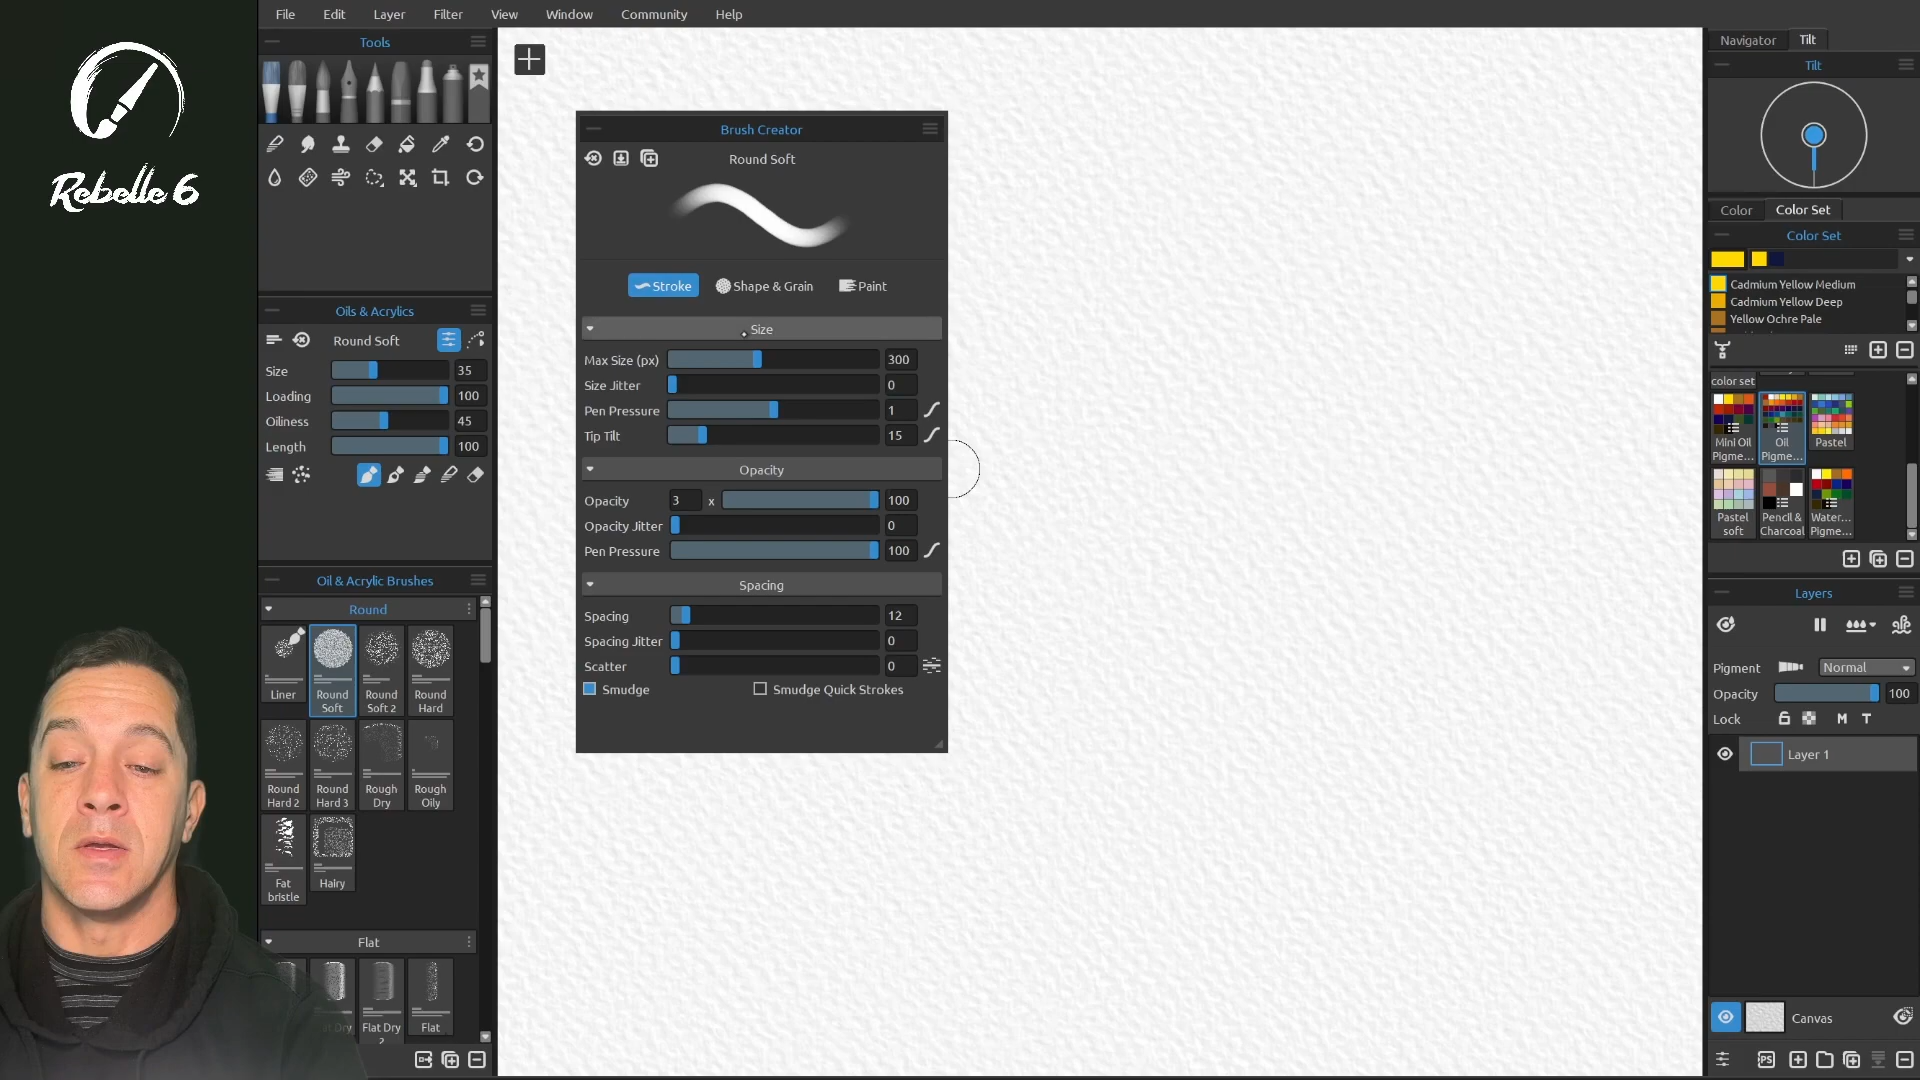 Rebelle 6
File Edit Layer Filter View Window Community Help
Tools
Oils & Acrylics
Round Soft
Size 35
Loading 100
Oiliness 45
Length 100
Oil & Acrylic Brushes
Round
Liner
Round
Soft
Round
Soft 2
Round
Hard
Round
Hard 2
Round
Hard 3
Rough
Dry
Rough
Oily
Fat
bristle
Hairy
Flat
Flat Dry
2
Flat
Brush Creator
Round Soft
Stroke Shape & Grain Paint
Size
Max Size (px) 300
Size Jitter 0
Pen Pressure 1
Tip Tilt 15
Opacity
Opacity 3 x 100
Opacity Jitter 0
Pen Pressure 100
Spacing
Spacing 12
Spacing Jitter 0
Scatter 0
Smudge Smudge Quick Strokes
Navigator Tilt
Tilt
Color Color Set
Color Set
Cadmium Yellow Medium
Cadmium Yellow Deep
Yellow Ochre Pale
color set
Mini Oil
Pigme...
Oil
Pigme...
Pastel
Pastel
soft
Pencil &
Charcoal
Water...
Pigme...
Layers
Pigment Normal
Opacity 100
Lock M T
Layer 1
Canvas
PS